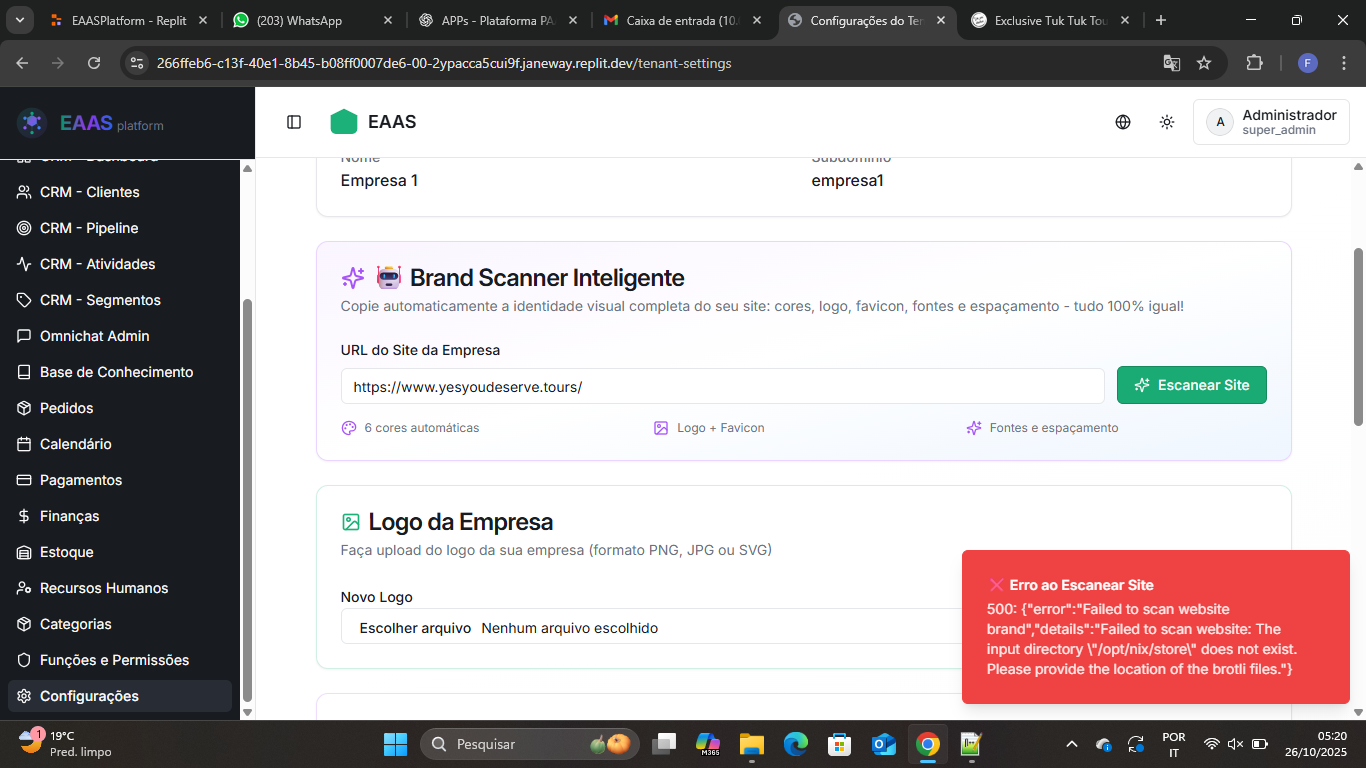 EAASPlatform - Replit
(203) WhatsApp
APPs - Plataforma PA
Caixa de entrada (10.
Configurações do Ten
Exclusive Tuk Tuk Tou
266ffeb6-c13f-40e1-8b45-b08ff0007de6-00-2ypacca5cui9f.janeway.replit.dev/tenant-settings
F
EAAS platform
EAAS
A
Administrador
super_admin
CRM - Dashboard
CRM - Clientes
CRM - Pipeline
CRM - Atividades
CRM - Segmentos
Omnichat Admin
Base de Conhecimento
Pedidos
Calendário
Pagamentos
Finanças
Estoque
Recursos Humanos
Categorias
Funções e Permissões
Configurações
Nome
Subdomínio
Empresa 1
empresa1
Brand Scanner Inteligente
Copie automaticamente a identidade visual completa do seu site: cores, logo, favicon, fontes e espaçamento - tudo 100% igual!
URL do Site da Empresa
https://www.yesyoudeserve.tours/
Escanear Site
6 cores automáticas
Logo + Favicon
Fontes e espaçamento
Logo da Empresa
Faça upload do logo da sua empresa (formato PNG, JPG ou SVG)
Novo Logo
Escolher arquivo Nenhum arquivo escolhido
Erro ao Escanear Site
500: {"error":"Failed to scan website
brand","details":"Failed to scan website: The
input directory \"/opt/nix/store\" does not exist.
Please provide the location of the brotli files."}
1
19°C
Pred. limpo
Pesquisar
M365
POR
IT
05:20
26/10/2025